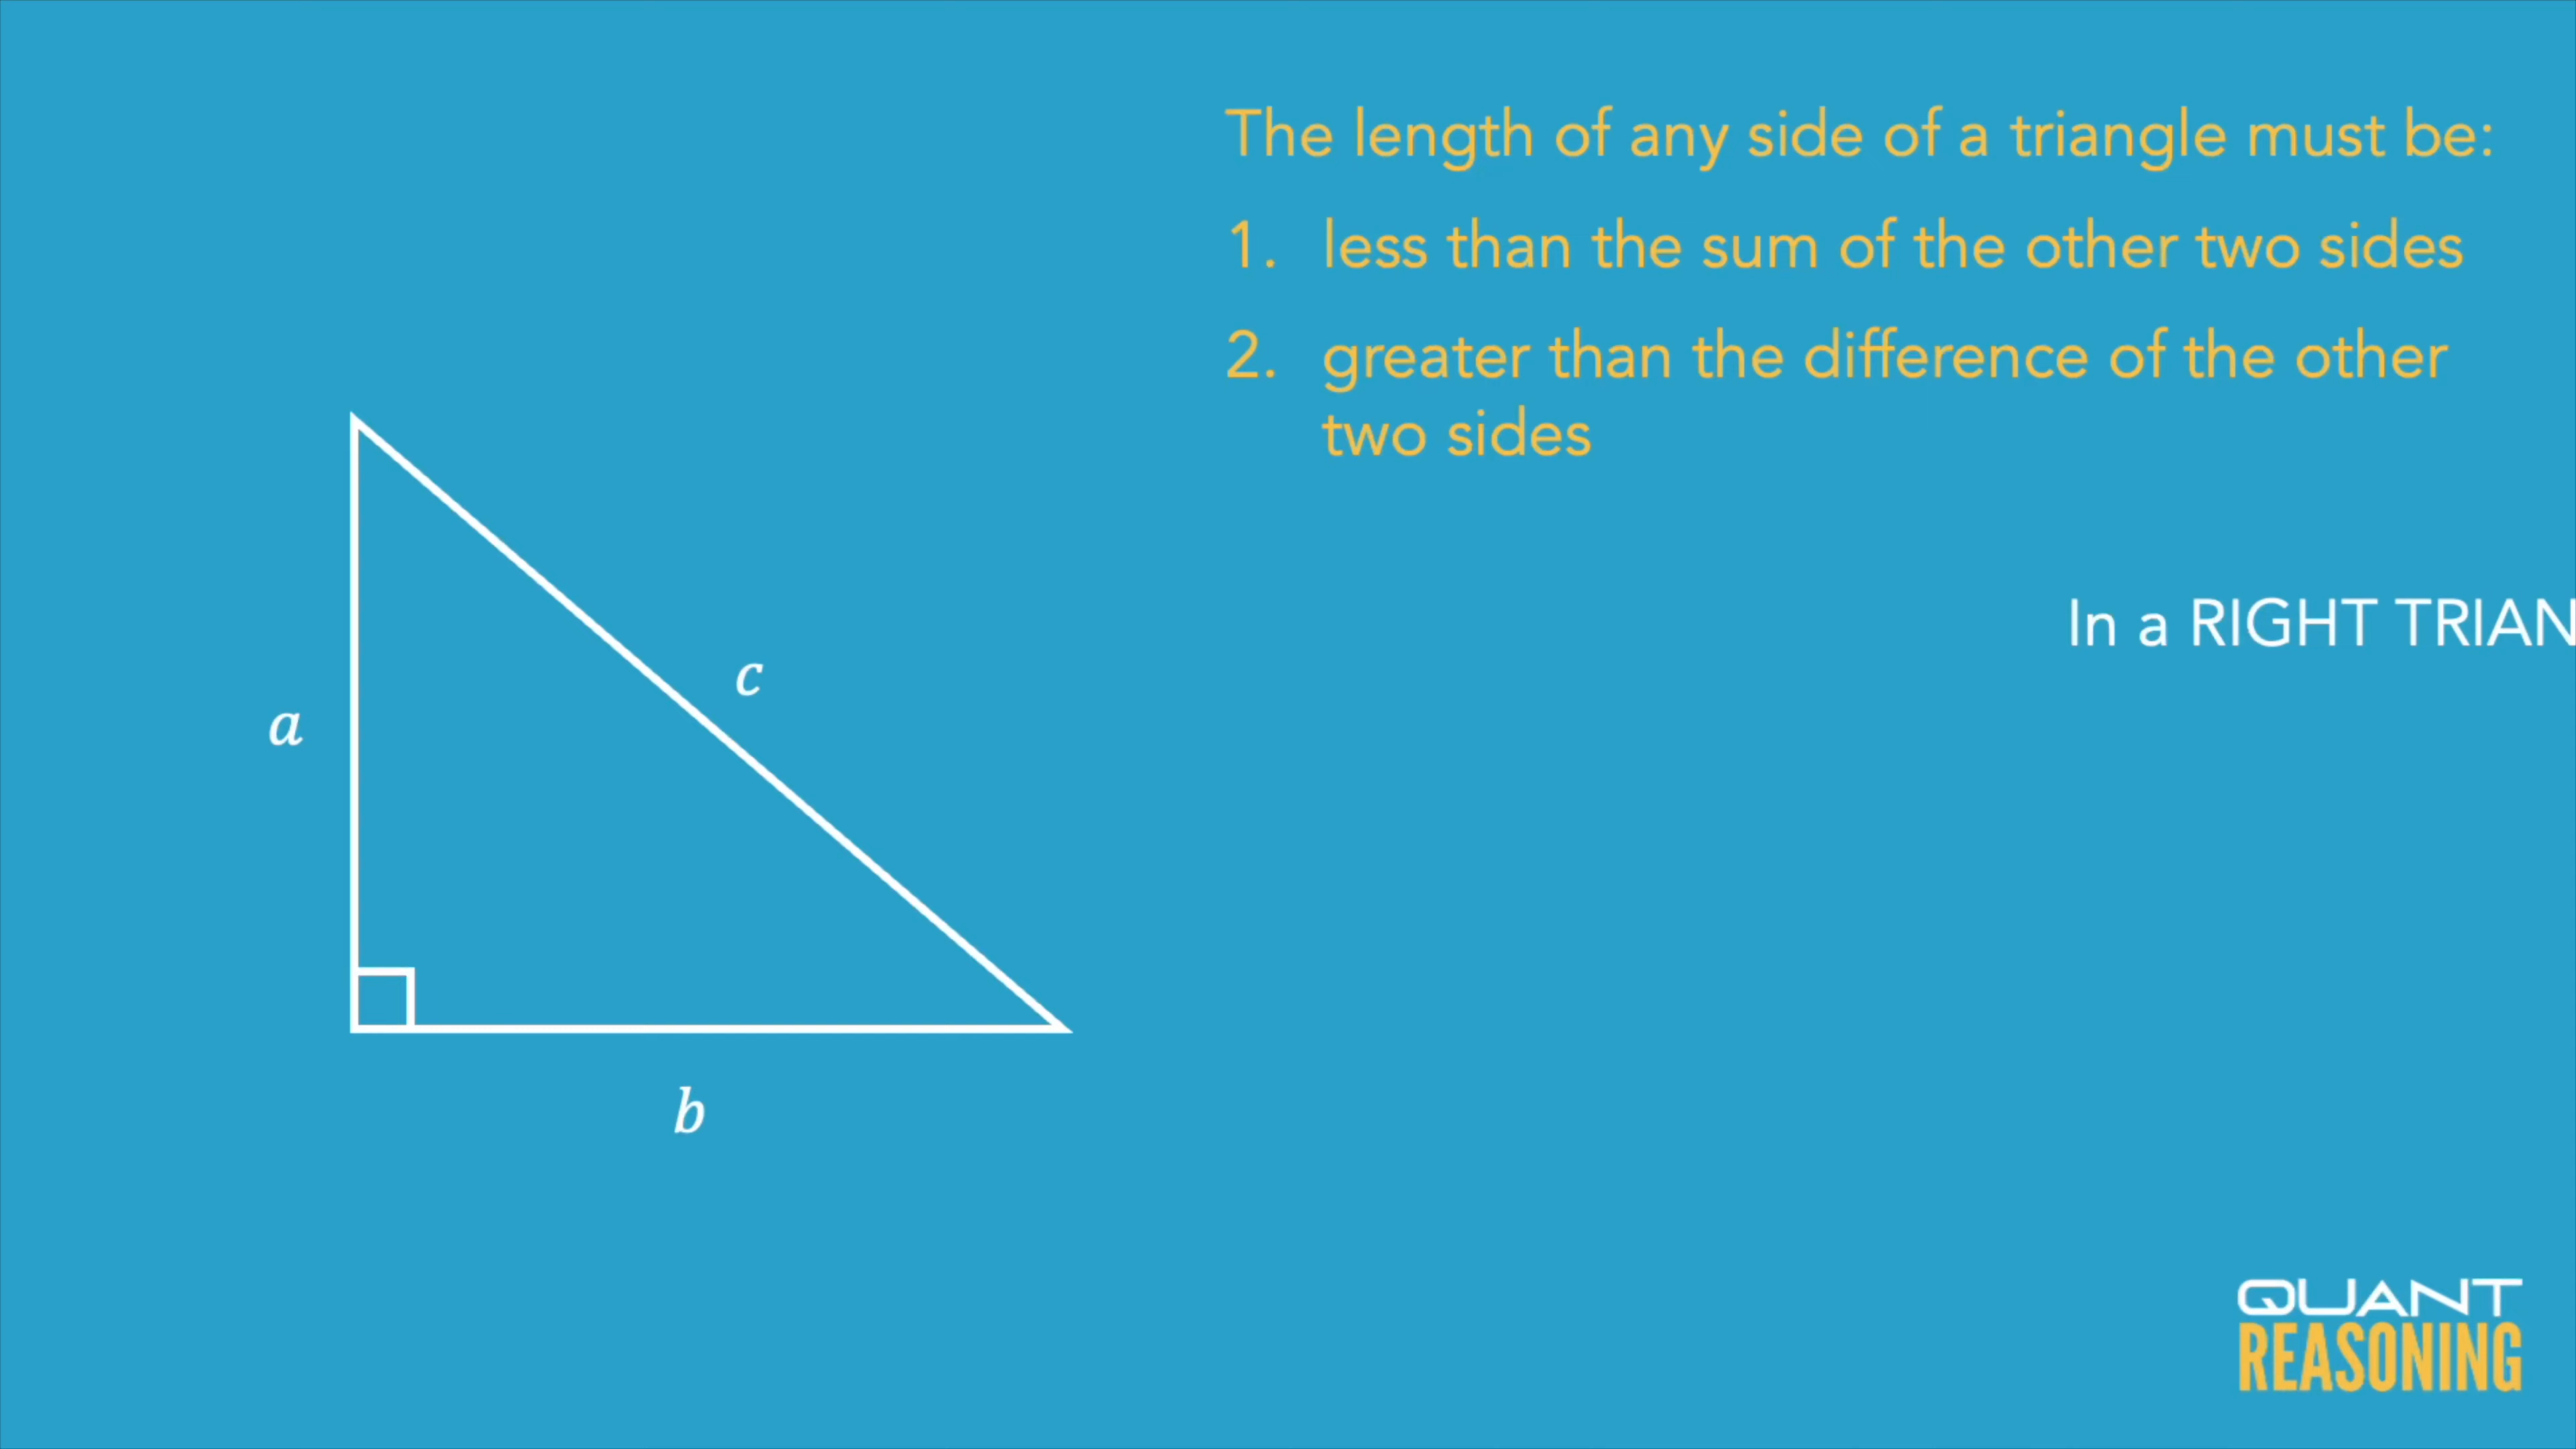 The length of any side of a triangle must be:
1. less than the sum of the other two sides
2. greater than the difference of the other
two sides
In a RIGHT TRIAN
c
a
b
QUANT
REASONING